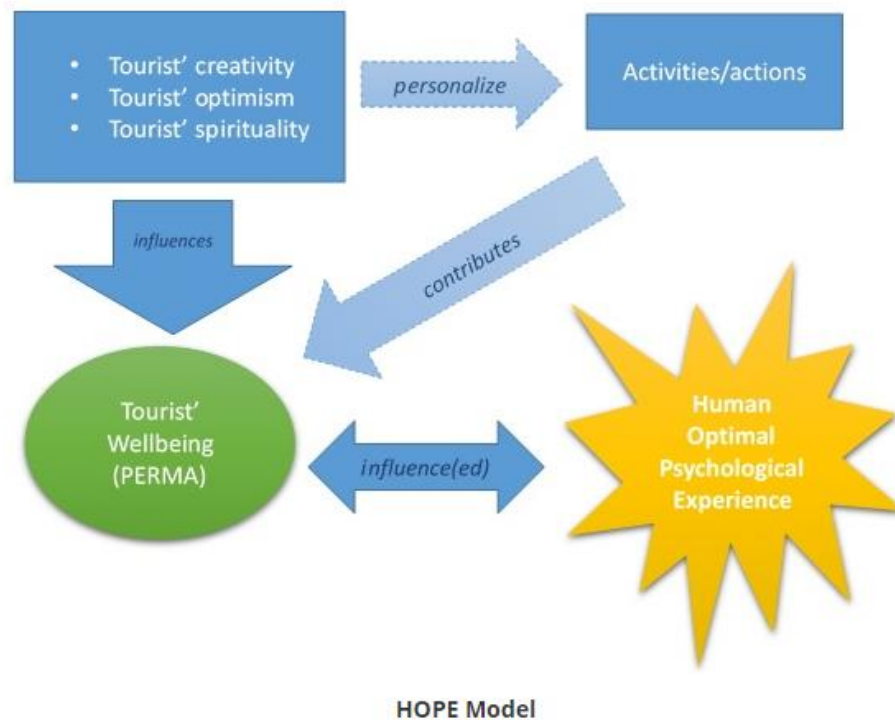 • Tourist' creativity
• Tourist' optimism
• Tourist' spirituality
personalize
Activities/actions
influences
contributes
Tourist'
Wellbeing
(PERMA)
influence(ed)
Human
Optimal
Psychological
Experience
HOPE Model